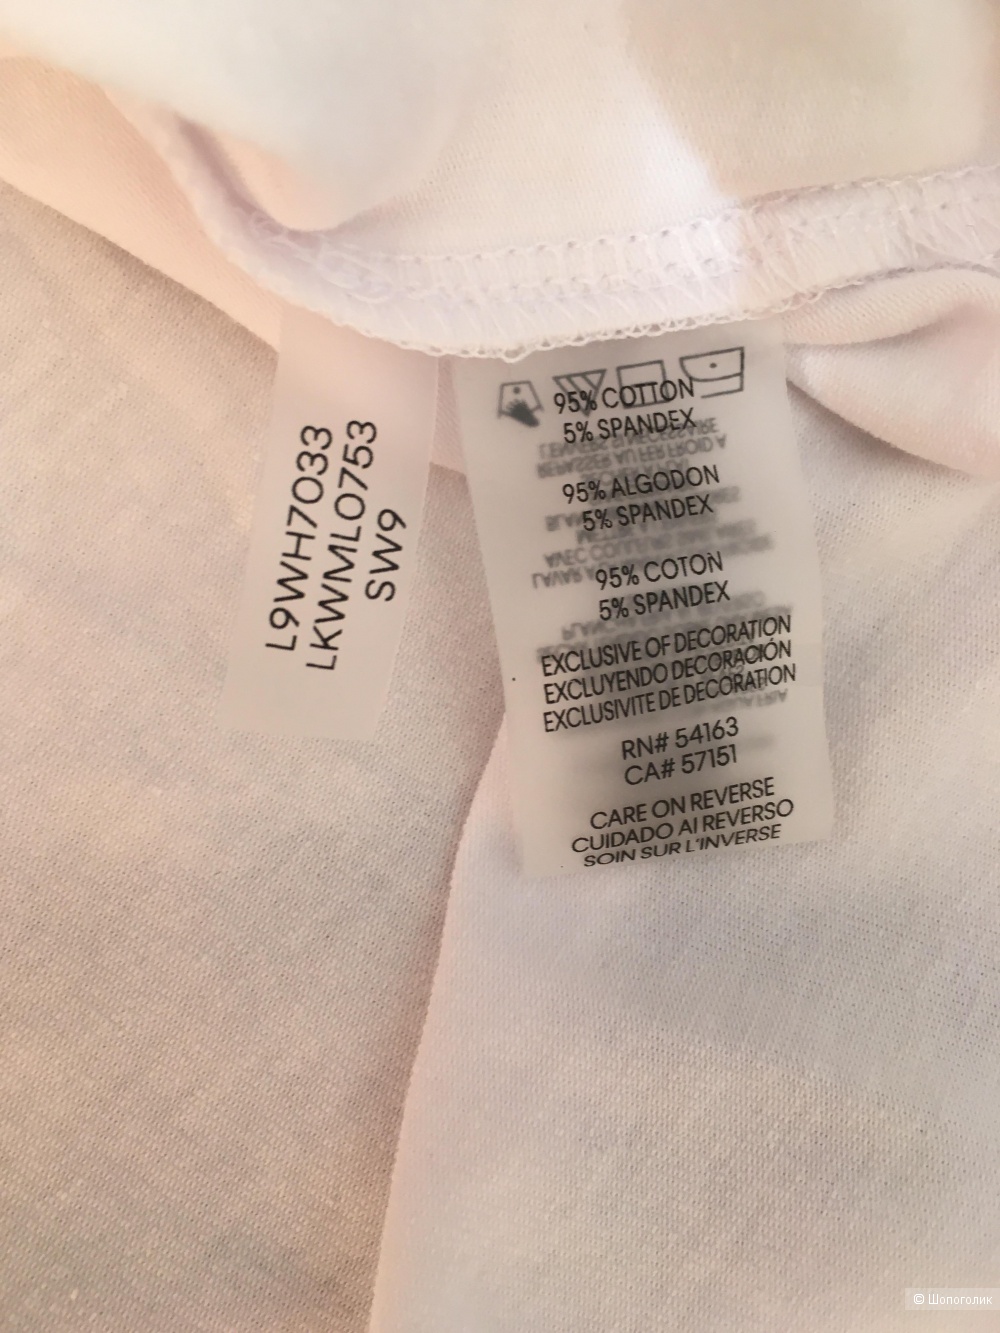 L9WH7033
LKWML0753
SW9
95% COTTON
5% SPANDEX
95% ALGODON
5% SPANDEX
95% COTON
5% SPANDEX
EXCLUSIVE OF DECORATION
EXCLUYENDO DECORACIÓN
EXCLUSIVITE DE DECORATION
RN# 54163
CA# 57151
CARE ON REVERSE
CUIDADO AI REVERSO
SOIN SUR L'INVERSE
© Шопоголик